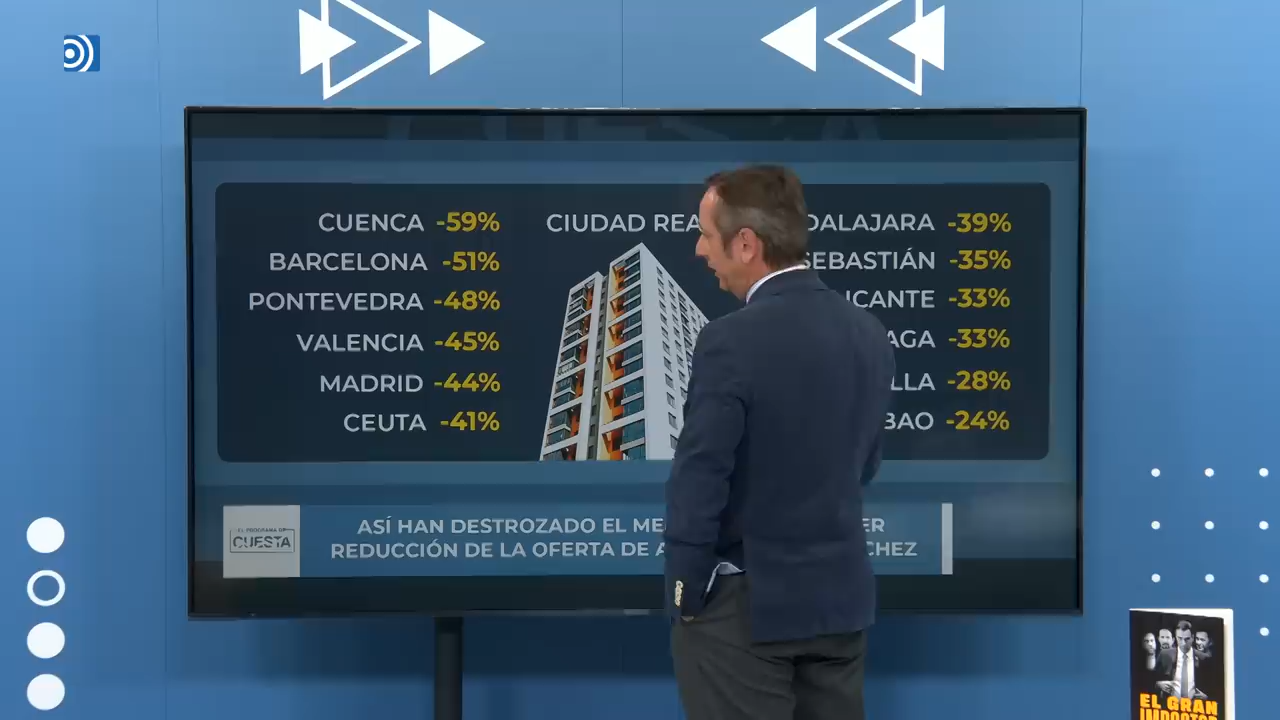 CUENCA -59%
BARCELONA -51%
PONTEVEDRA -48%
VALENCIA -45%
MADRID -44%
CEUTA -41%
CIUDAD REA
DALAJARA -39%
SEBASTIÁN -35%
ICANTE -33%
AGA -33%
LLA -28%
BAO -24%
EL PROGRAMA DE
CUESTA
ASÍ HAN DESTROZADO EL ME ER
REDUCCIÓN DE LA OFERTA DE A CHEZ
EL GRAN
IMPOSTOR